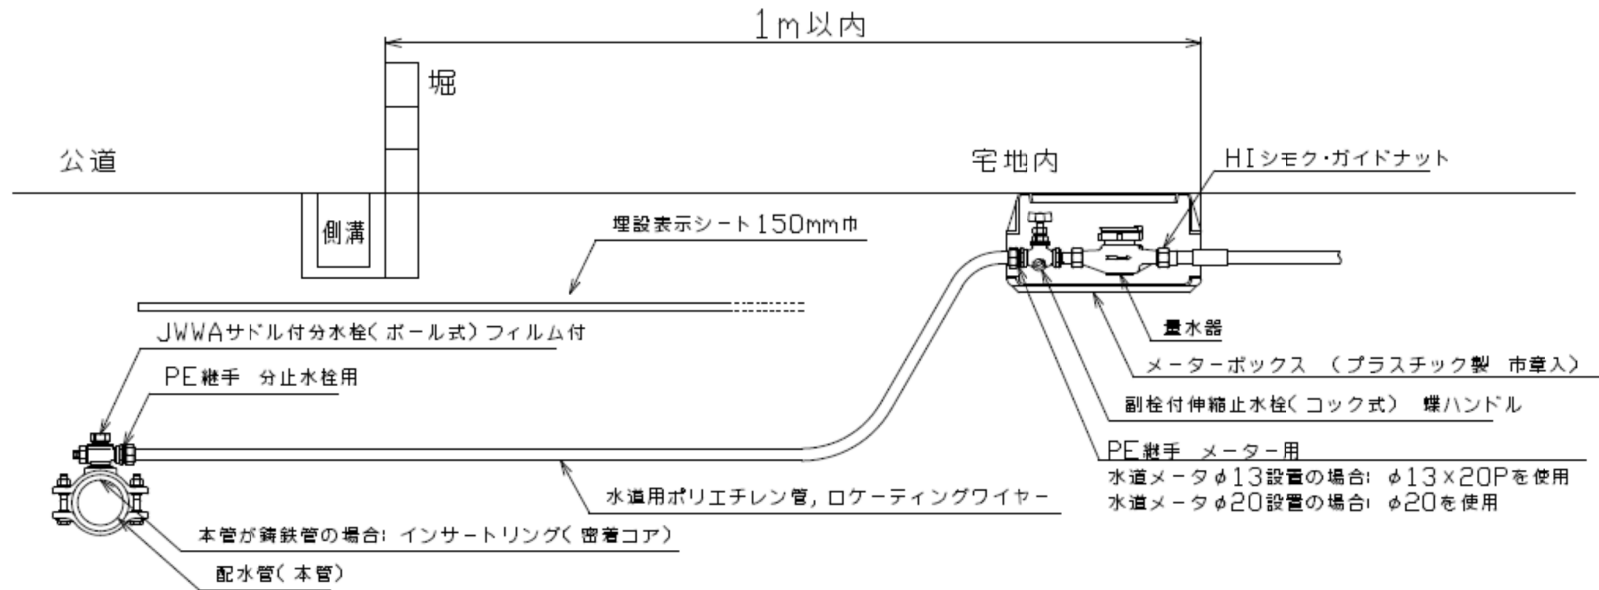 1m以内
堀
公道
宅地内
HIシモク・ガイドナット
側溝
埋設表示シート150mm巾
JWWAサドル付分水栓(ボール式)フィルム付
量水器
メーターボックス (プラスチック製 市章入)
PE継手 分止水栓用
副栓付伸縮止水栓(コック式) 蝶ハンドル
PE継手 メーター用
水道メータφ13設置の場合: φ13×20Pを使用
水道メータφ20設置の場合: φ20を使用
水道用ポリエチレン管,ロケーティングワイヤー
本管が鋳鉄管の場合: インサートリング(密着コア)
配水管(本管)